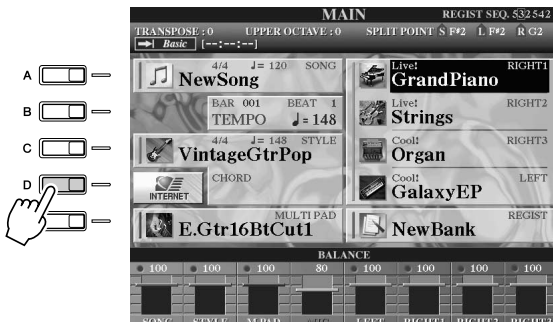 MAIN REGIST SEQ. 532542
TRANSPOSE : 0 UPPER OCTAVE : 0 SPLIT POINT S F#2 L F#2 R G2
Basic [--:--:--]
4/4 ♩= 120 SONG
NewSong
BAR 001 BEAT 1
TEMPO ♩= 148
4/4 ♩= 148 STYLE
VintageGtrPop
INTERNET
CHORD
MULTI PAD
E.Gtr16BtCut1
Live! RIGHT1
GrandPiano
Live! RIGHT2
Strings
Cool! RIGHT3
Organ
Cool! LEFT
GalaxyEP
REGIST
NewBank
A
B
C
D
BALANCE
100 100 100 80 100 100 100 100
SONG STYLE M.PAD LEFT RIGHT1 RIGHT2 RIGHT3